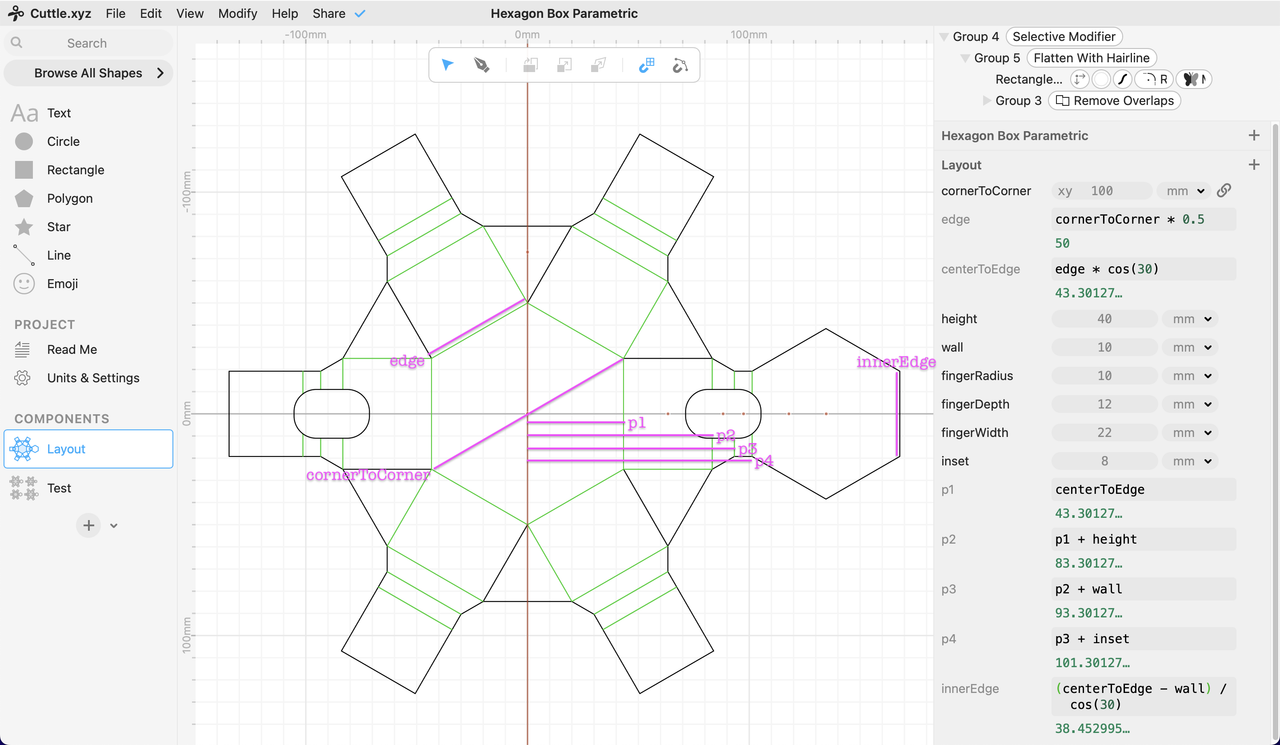 Cuttle.xyz File Edit View Modify Help Share ✓ Hexagon Box Parametric
Search
Browse All Shapes
Aa Text
Circle
Rectangle
Polygon
Star
Line
Emoji
PROJECT
Read Me
Units & Settings
COMPONENTS
Layout
Test
-100mm 0mm 100mm
-100mm
0mm
100mm
edge
innerEdge
p1
p2
p3
p4
cornerToCorner
Group 4 Selective Modifier
Group 5 Flatten With Hairline
Rectangle... R
Group 3 Remove Overlaps
Hexagon Box Parametric
Layout
cornerToCorner xy 100 mm
edge cornerToCorner * 0.5
50
centerToEdge edge * cos(30)
43.30127…
height 40 mm
wall 10 mm
fingerRadius 10 mm
fingerDepth 12 mm
fingerWidth 22 mm
inset 8 mm
p1 centerToEdge
43.30127…
p2 p1 + height
83.30127…
p3 p2 + wall
93.30127…
p4 p3 + inset
101.30127…
innerEdge (centerToEdge - wall) /
cos(30)
38.452995…